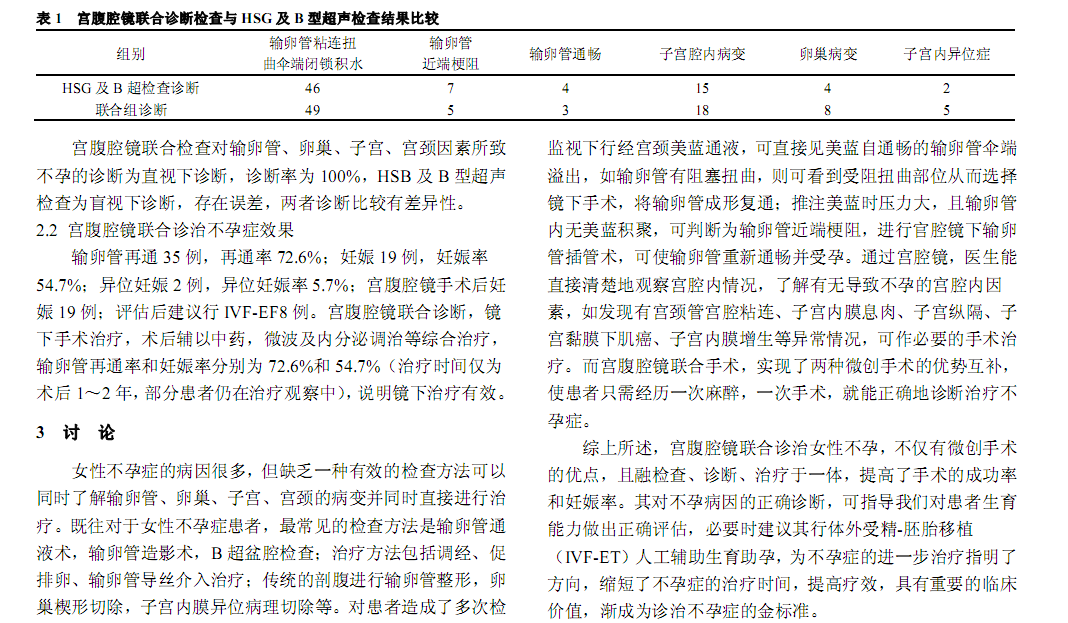 表 1 宫腹腔镜联合诊断检查与 HSG 及 B 型超声检查结果比较
组别 输卵管粘连扭曲伞端闭锁积水 输卵管近端梗阻 输卵管通畅 子宫腔内病变 卵巢病变 子宫内异位症
HSG 及 B 超检查诊断 46 7 4 15 4 2
联合组诊断 49 5 3 18 8 5
宫腹腔镜联合检查对输卵管、卵巢、子宫、宫颈因素所致
不孕的诊断为直视下诊断，诊断率为 100%，HSB 及 B 型超声
检查为盲视下诊断，存在误差，两者诊断比较有差异性。
2.2 宫腹腔镜联合诊治不孕症效果
输卵管再通 35 例，再通率 72.6%；妊娠 19 例，妊娠率
54.7%；异位妊娠 2 例，异位妊娠率 5.7%；宫腹腔镜手术后妊
娠 19 例；评估后建议行 IVF-EF8 例。宫腹腔镜联合诊断，镜
下手术治疗，术后辅以中药，微波及内分泌调治等综合治疗，
输卵管再通率和妊娠率分别为 72.6%和 54.7%（治疗时间仅为
术后 1～2 年，部分患者仍在治疗观察中），说明镜下治疗有效。
3 讨 论
女性不孕症的病因很多，但缺乏一种有效的检查方法可以
同时了解输卵管、卵巢、子宫、宫颈的病变并同时直接进行治
疗。既往对于女性不孕症患者，最常见的检查方法是输卵管通
液术，输卵管造影术，B 超盆腔检查；治疗方法包括调经、促
排卵、输卵管导丝介入治疗；传统的剖腹进行输卵管整形，卵
巢楔形切除，子宫内膜异位病理切除等。对患者造成了多次检
监视下行经宫颈美蓝通液，可直接见美蓝自通畅的输卵管伞端
溢出，如输卵管有阻塞扭曲，则可看到受阻扭曲部位从而选择
镜下手术，将输卵管成形复通；推注美蓝时压力大，且输卵管
内无美蓝积聚，可判断为输卵管近端梗阻，进行官腔镜下输卵
管插管术，可使输卵管重新通畅并受孕。通过宫腔镜，医生能
直接清楚地观察宫腔内情况，了解有无导致不孕的宫腔内因
素，如发现有宫颈管宫腔粘连、子宫内膜息肉、子宫纵隔、子
宫黏膜下肌癌、子宫内膜增生等异常情况，可作必要的手术治
疗。而宫腹腔镜联合手术，实现了两种微创手术的优势互补，
使患者只需经历一次麻醉，一次手术，就能正确地诊断治疗不
孕症。
综上所述，宫腹腔镜联合诊治女性不孕，不仅有微创手术
的优点，且融检查、诊断、治疗于一体，提高了手术的成功率
和妊娠率。其对不孕病因的正确诊断，可指导我们对患者生育
能力做出正确评估，必要时建议其行体外受精-胚胎移植
（IVF-ET）人工辅助生育助孕，为不孕症的进一步治疗指明了
方向，缩短了不孕症的治疗时间，提高疗效，具有重要的临床
价值，渐成为诊治不孕症的金标准。